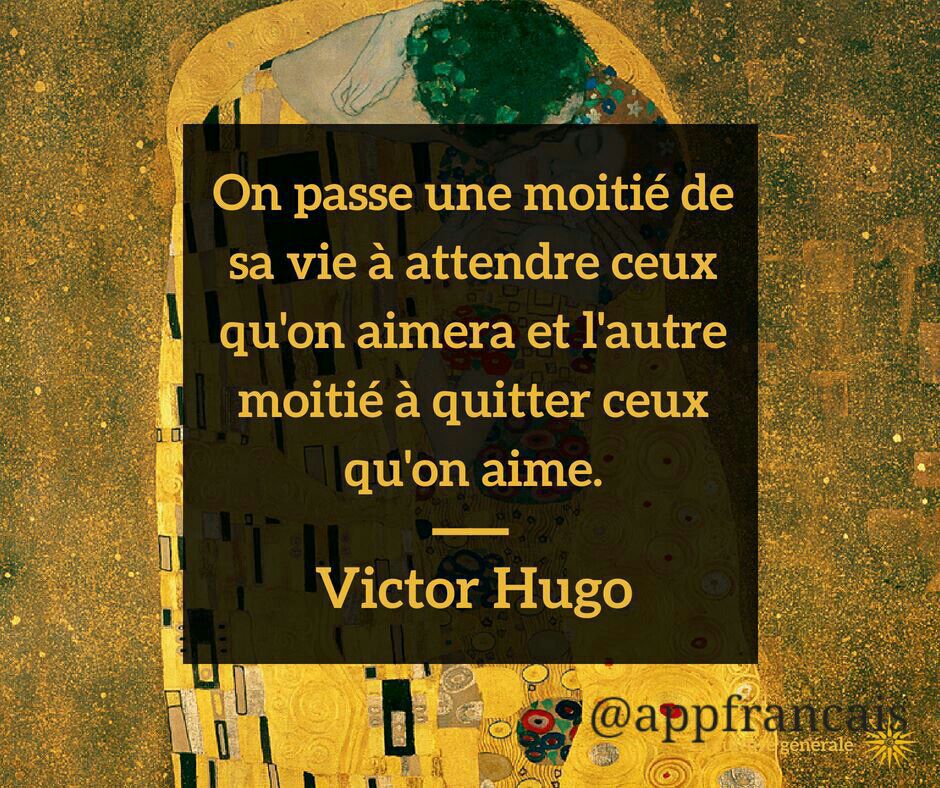 On passe une moitié de
sa vie à attendre ceux
qu'on aimera et l'autre
moitié à quitter ceux
qu'on aime.
Victor Hugo
@appfrancais
générale